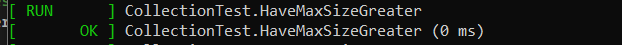 [ RUN      ] CollectionTest.HaveMaxSizeGreater
[       OK ] CollectionTest.HaveMaxSizeGreater (0 ms)